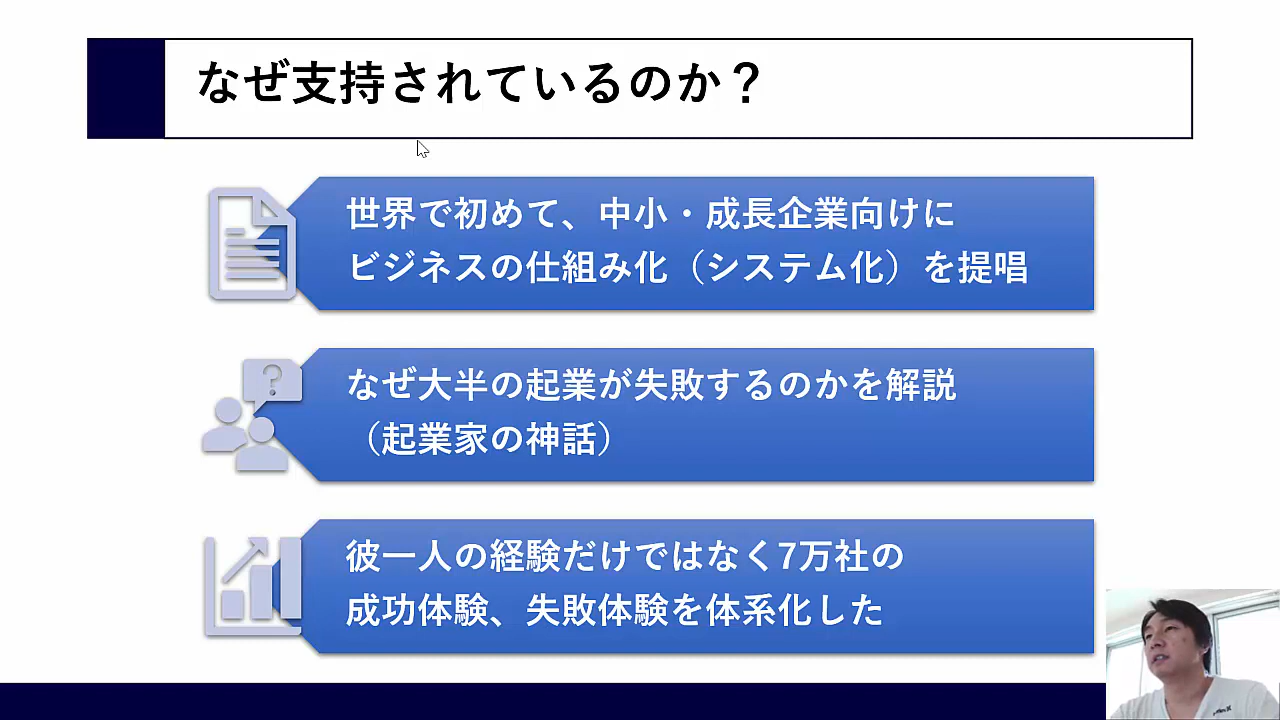 なぜ支持されているのか？
世界で初めて、中小・成長企業向けに
ビジネスの仕組み化（システム化）を提唱
?
なぜ大半の起業が失敗するのかを解説
（起業家の神話）
彼一人の経験だけではなく7万社の
成功体験、失敗体験を体系化した